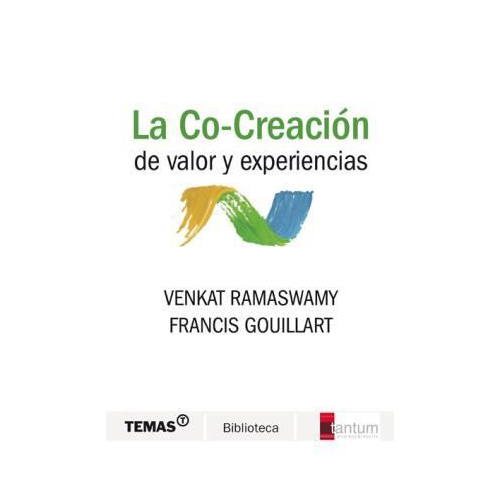 La Co-Creación
de valor y experiencias
VENKAT RAMASWAMY
FRANCIS GOUILLART
TEMAS T Biblioteca tantum